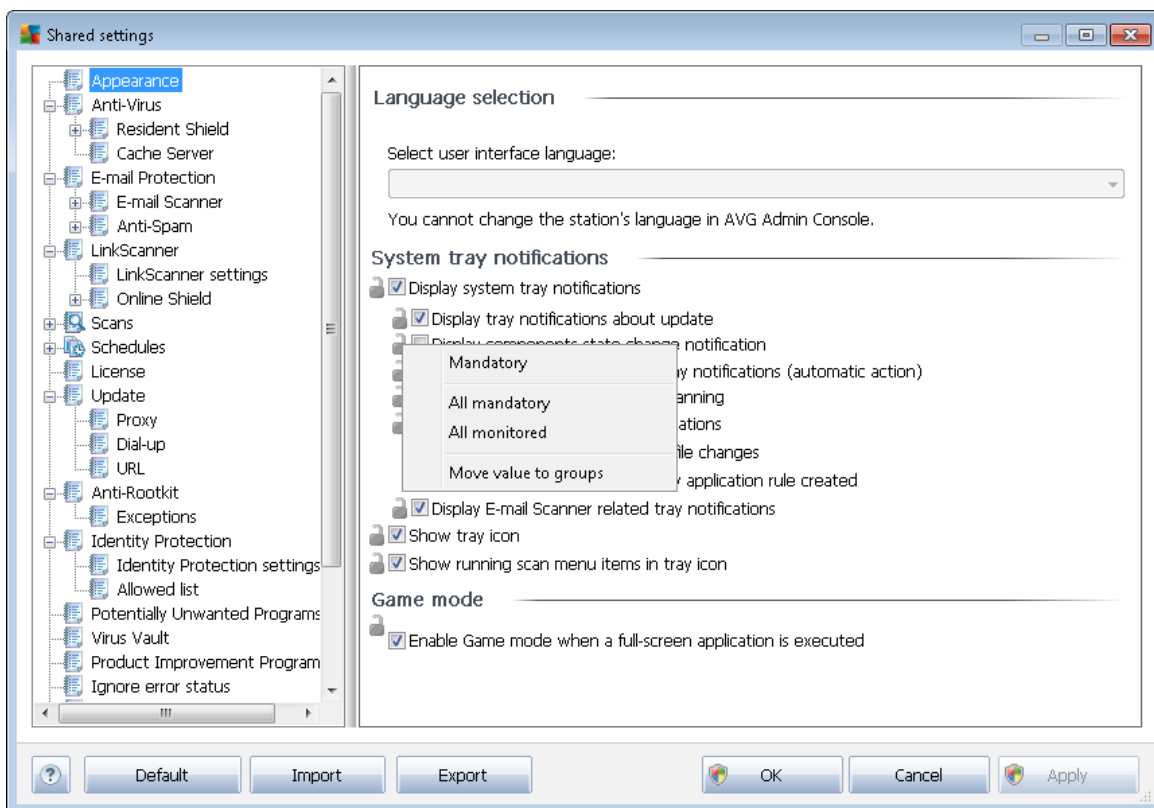 Shared settings
Appearance
Anti-Virus
Resident Shield
Cache Server
E-mail Protection
E-mail Scanner
Anti-Spam
LinkScanner
LinkScanner settings
Online Shield
Scans
Schedules
License
Update
Proxy
Dial-up
URL
Anti-Rootkit
Exceptions
Identity Protection
Identity Protection settings
Allowed list
Potentially Unwanted Programs
Virus Vault
Product Improvement Program
Ignore error status
Language selection
Select user interface language:
You cannot change the station's language in AVG Admin Console.
System tray notifications
Display system tray notifications
Display tray notifications about update
Display components state change notification
notifications (automatic action)
file changes
application rule created
Mandatory
All mandatory
All monitored
Move value to groups
Display E-mail Scanner related tray notifications
Show tray icon
Show running scan menu items in tray icon
Game mode
Enable Game mode when a full-screen application is executed
? Default Import Export OK Cancel Apply